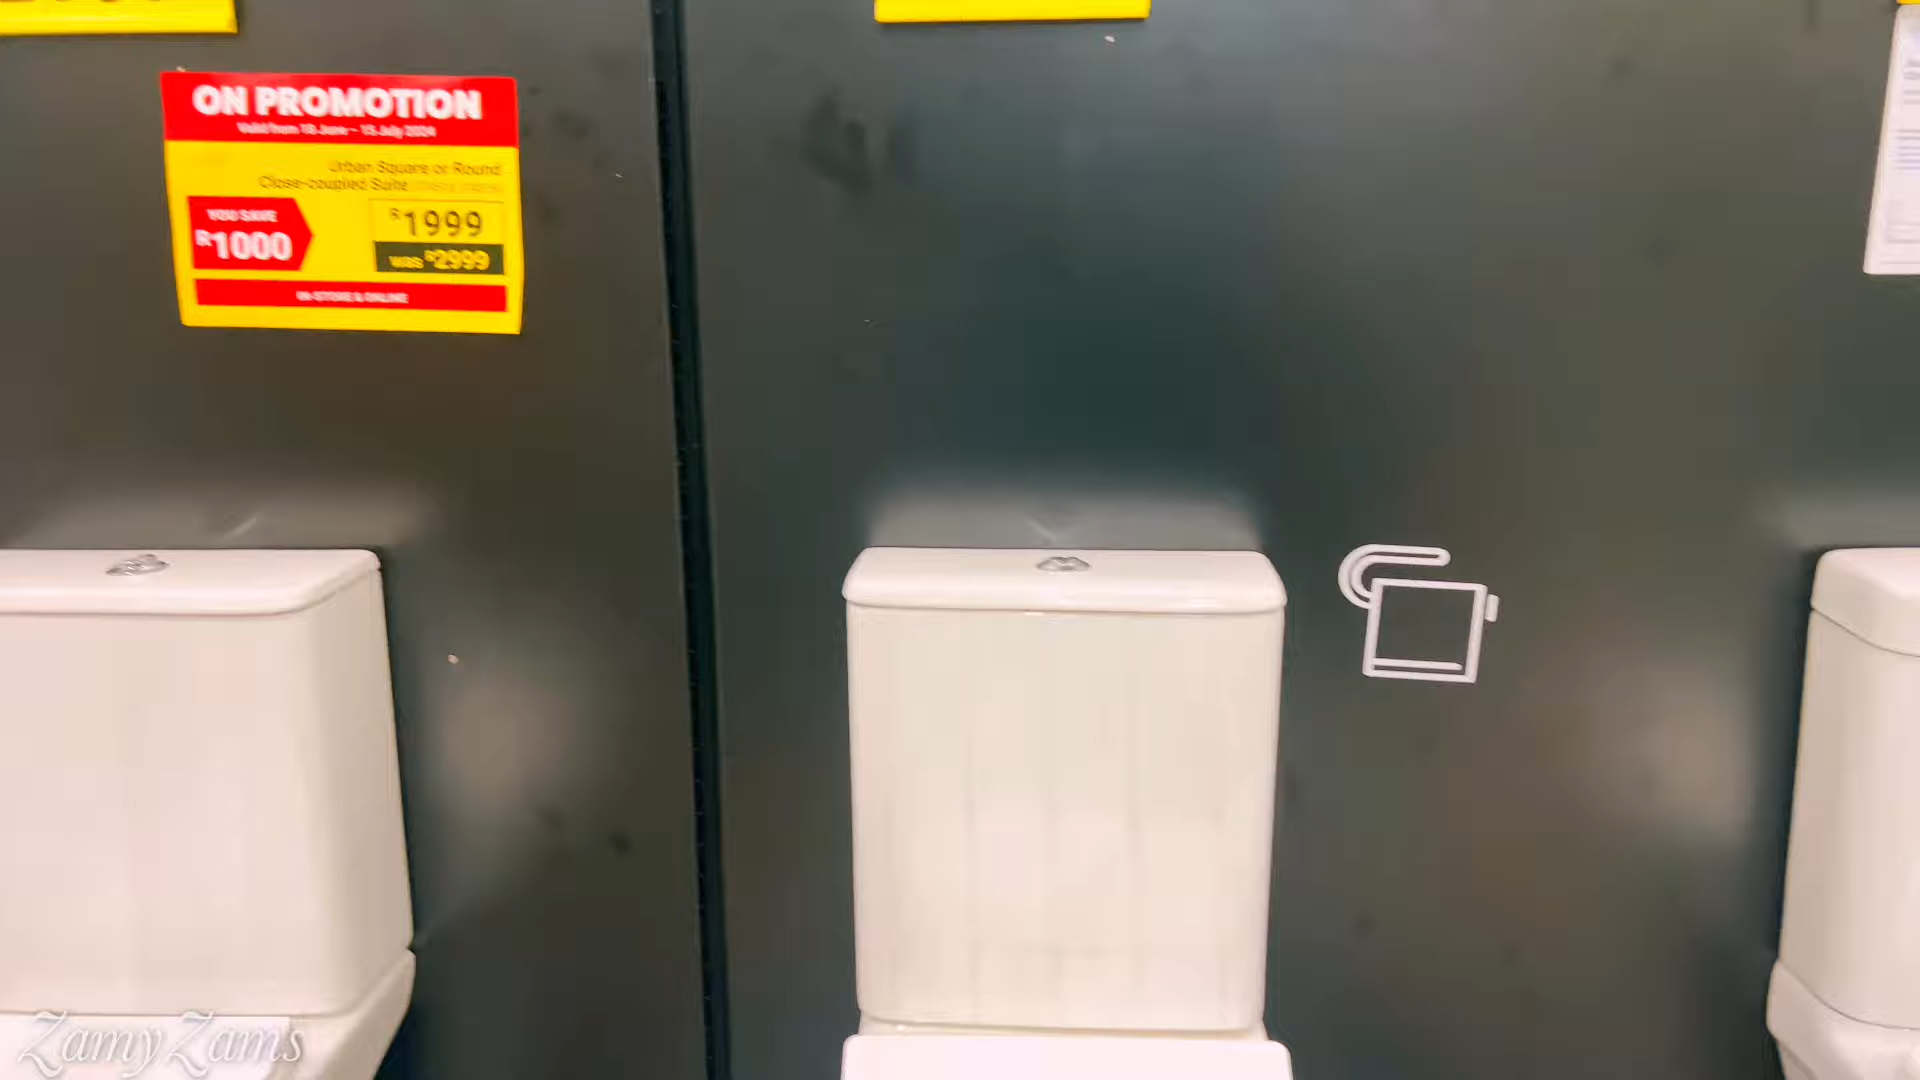 ON PROMOTION
Valid from 18 June - 15 July 2024
Urban Square or Round
Close-coupled Suite
YOU SAVE
R1000
R1999
WAS R2999
IN-STORE & ONLINE
ZamyZams